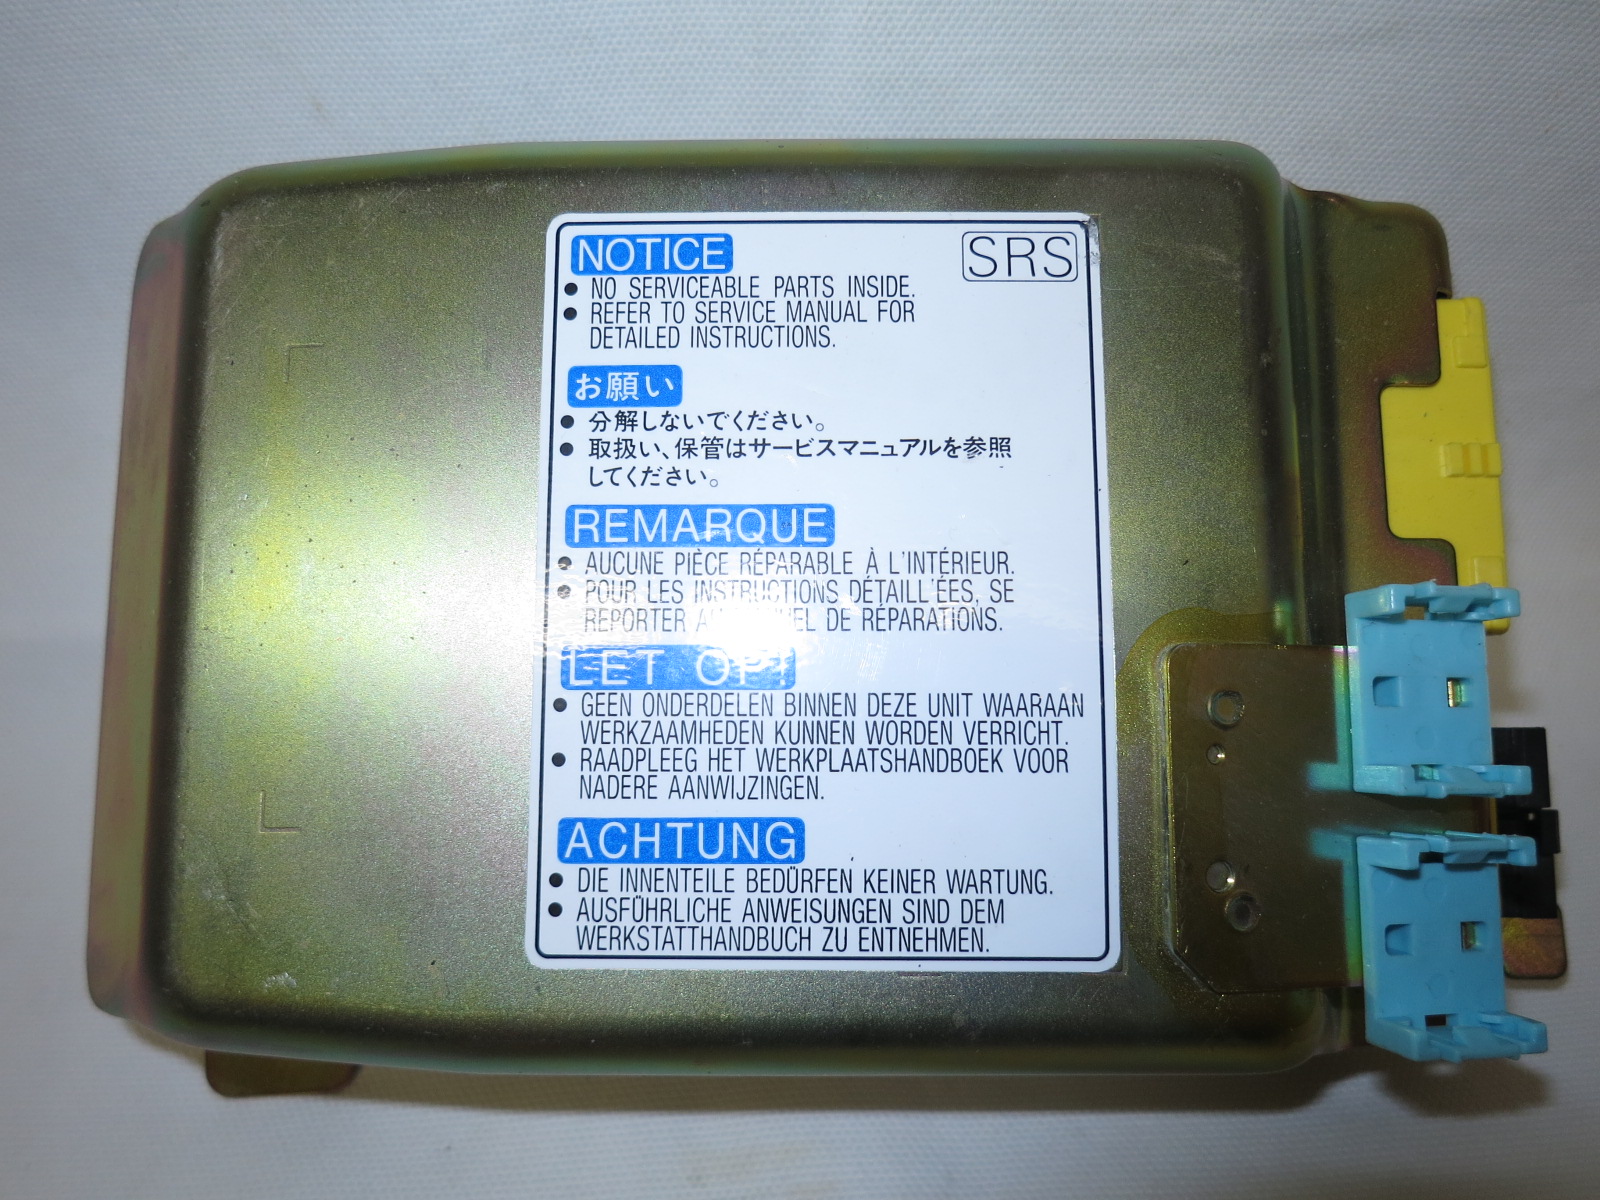 NOTICE SRS
● NO SERVICEABLE PARTS INSIDE.
● REFER TO SERVICE MANUAL FOR
DETAILED INSTRUCTIONS.
お願い
● 分解しないでください。
● 取扱い、保管はサービスマニュアルを参照
してください。
REMARQUE
● AUCUNE PIÈCE RÉPARABLE À L'INTÉRIEUR.
● POUR LES INSTRUCTIONS DÉTAILL'ÉES, SE
REPORTER DE RÉPARATIONS.
LET OP!
● GEEN ONDERDELEN BINNEN DEZE UNIT WAARAAN
WERKZAAMHEDEN KUNNEN WORDEN VERRICHT.
● RAADPLEEG HET WERKPLAATSHANDBOEK VOOR
NADERE AANWIJZINGEN.
ACHTUNG
● DIE INNENTEILE BEDÜRFEN KEINER WARTUNG.
● AUSFÜHRLICHE ANWEISUNGEN SIND DEM
WERKSTATTHANDBUCH ZU ENTNEHMEN.